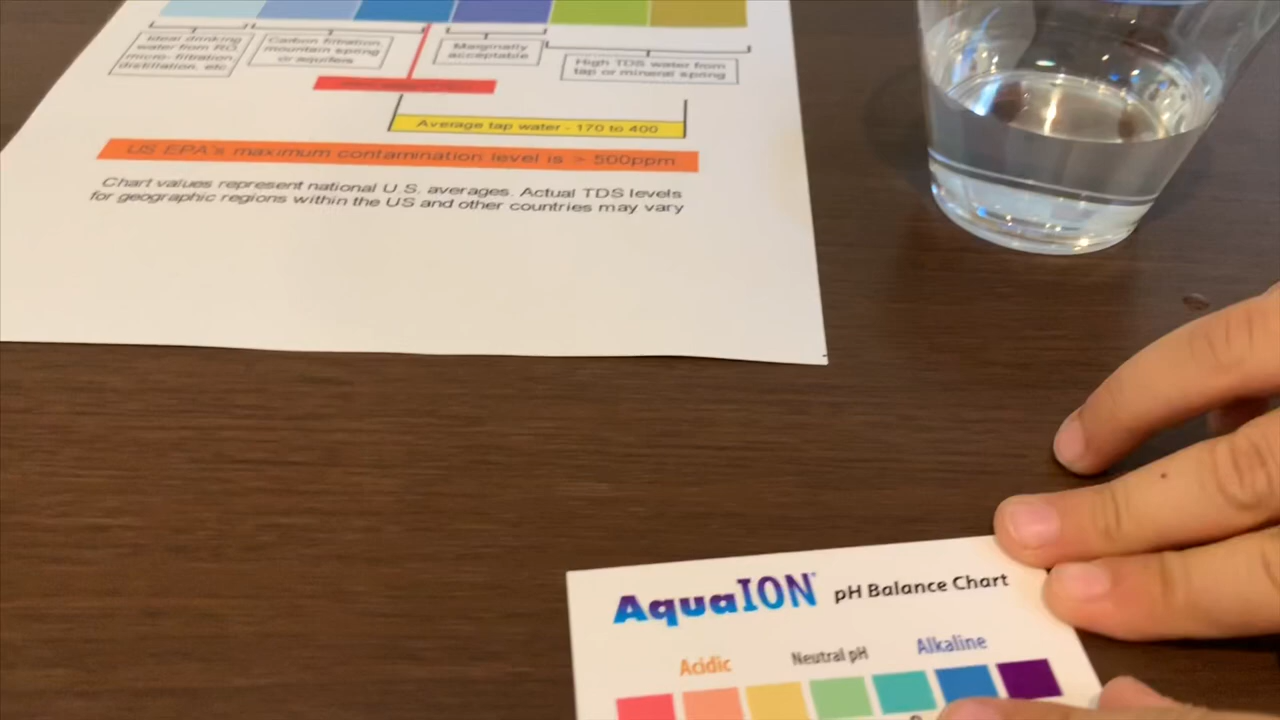 Ideal drinking
water from RO,
micro- filtration,
distillation, etc
Carbon filtration,
mountain spring
or aquifers
Marginally
acceptable
High TDS water from
tap or mineral spring
Average tap water - 170 to 400
US EPA's maximum contamination level is > 500ppm
Chart values represent national U.S. averages. Actual TDS levels
for geographic regions within the US and other countries may vary
AquaION® pH Balance Chart
Acidic
Neutral pH
Alkaline